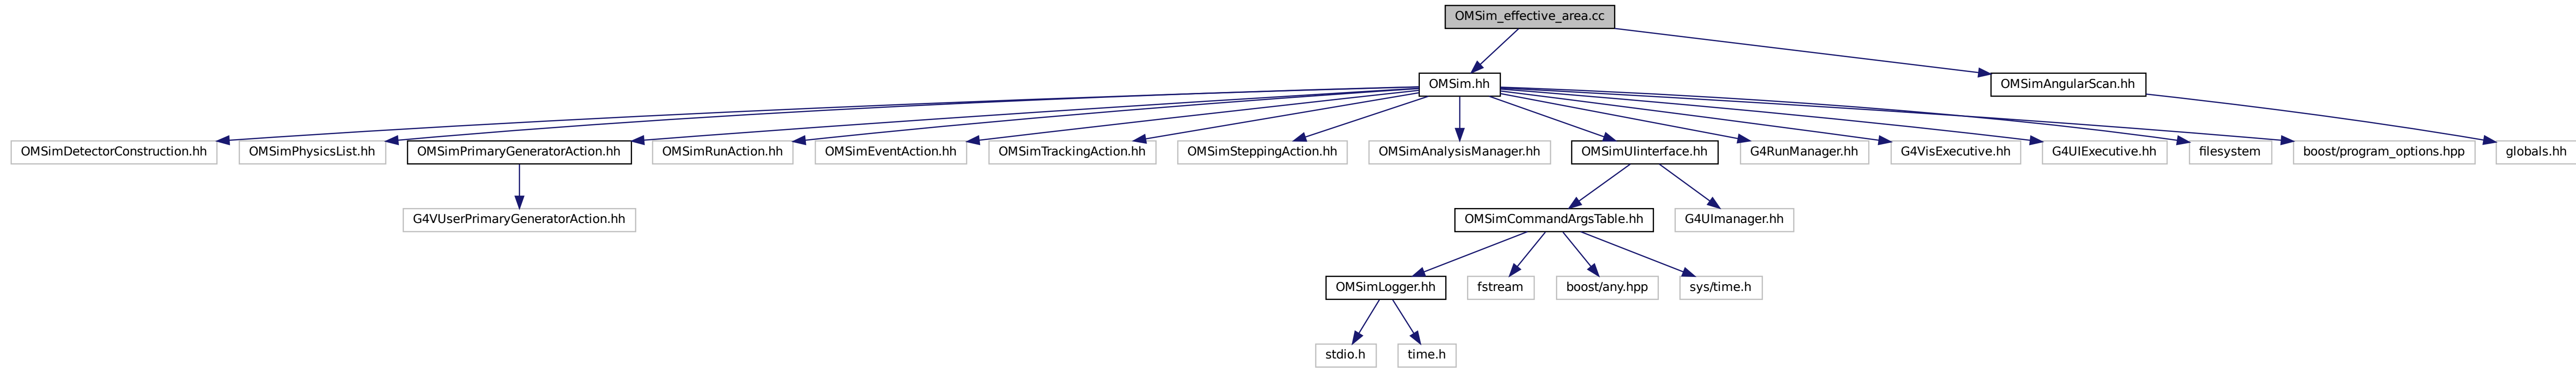 OMSim_effective_area.cc
OMSim.hh
OMSimAngularScan.hh
OMSimDetectorConstruction.hh
OMSimPhysicsList.hh
OMSimPrimaryGeneratorAction.hh
OMSimRunAction.hh
OMSimEventAction.hh
OMSimTrackingAction.hh
OMSimSteppingAction.hh
OMSimAnalysisManager.hh
OMSimUIinterface.hh
G4RunManager.hh
G4VisExecutive.hh
G4UIExecutive.hh
filesystem
boost/program_options.hpp
globals.hh
G4VUserPrimaryGeneratorAction.hh
OMSimCommandArgsTable.hh
G4UImanager.hh
OMSimLogger.hh
fstream
boost/any.hpp
sys/time.h
stdio.h
time.h